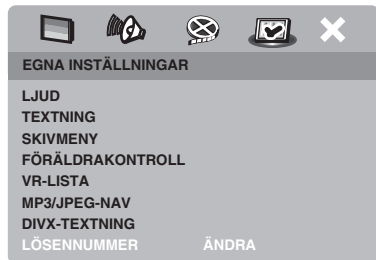 EGNA INSTÄLLNINGAR
LJUD
TEXTNING
SKIVMENY
FÖRÄLDRAKONTROLL
VR-LISTA
MP3/JPEG-NAV
DIVX-TEXTNING
LÖSENNUMMER ÄNDRA